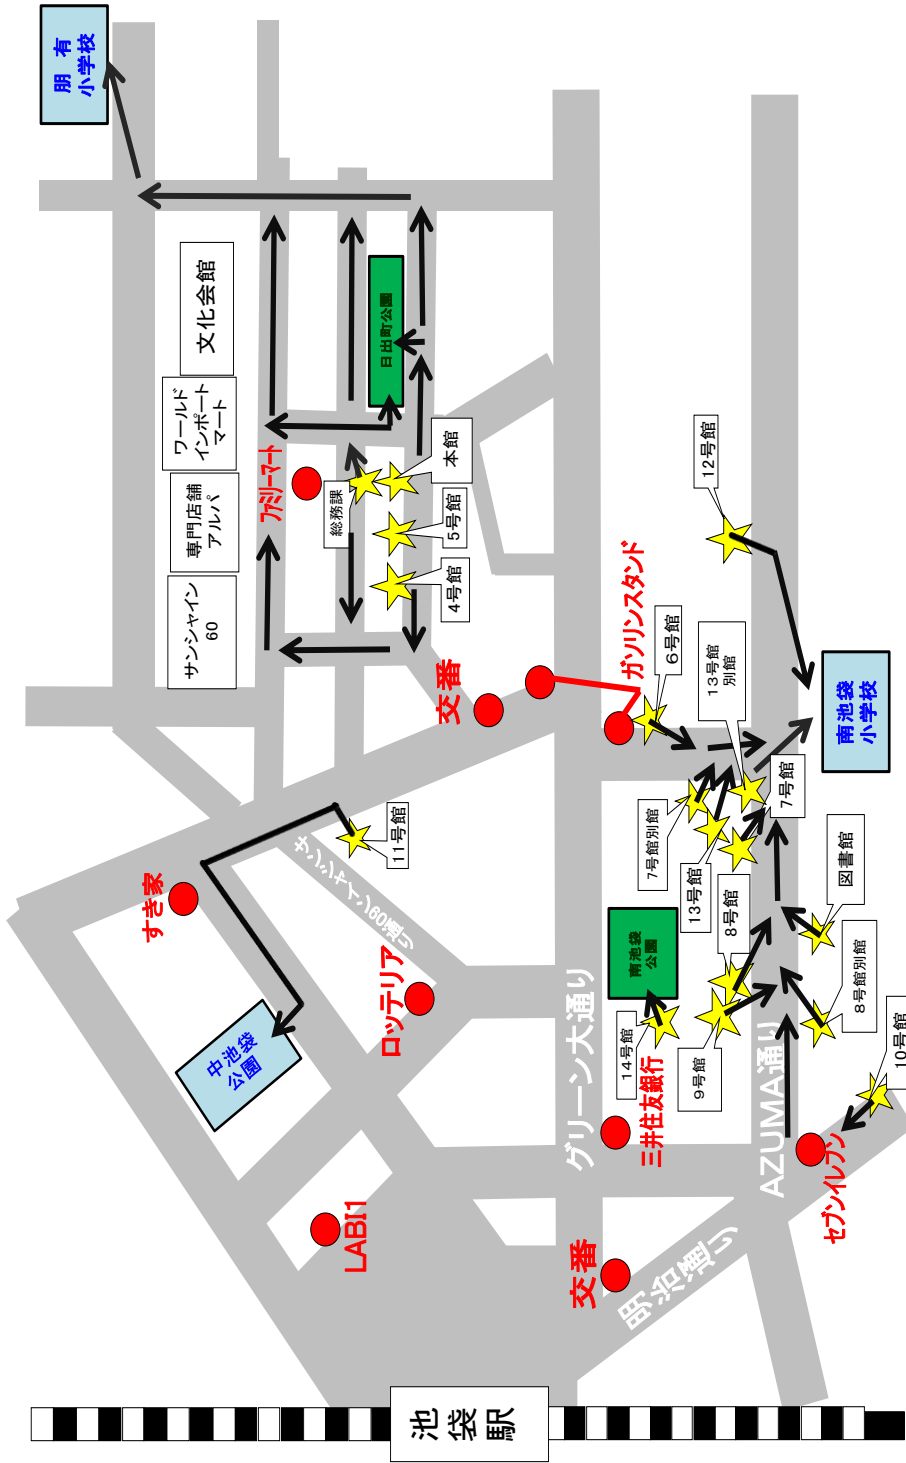 朋有
小学校
文化会館
ワールド
インポート
マート
専門店舗
アルパ
サンシャイン
60
ファミリーマート
日出町公園
総務課
本館
5号館
4号館
交番
ガソリンスタンド
6号館
12号館
13号館
別館
南池袋
小学校
7号館
7号館別館
13号館
8号館
図書館
8号館別館
9号館
10号館
14号館
南池袋
公園
11号館
すき家
サンシャイン60通り
ロッテリア
中池袋
公園
グリーン大通り
三井住友銀行
AZUMA通り
セブンイレブン
LABI1
交番
明治通り
池袋駅